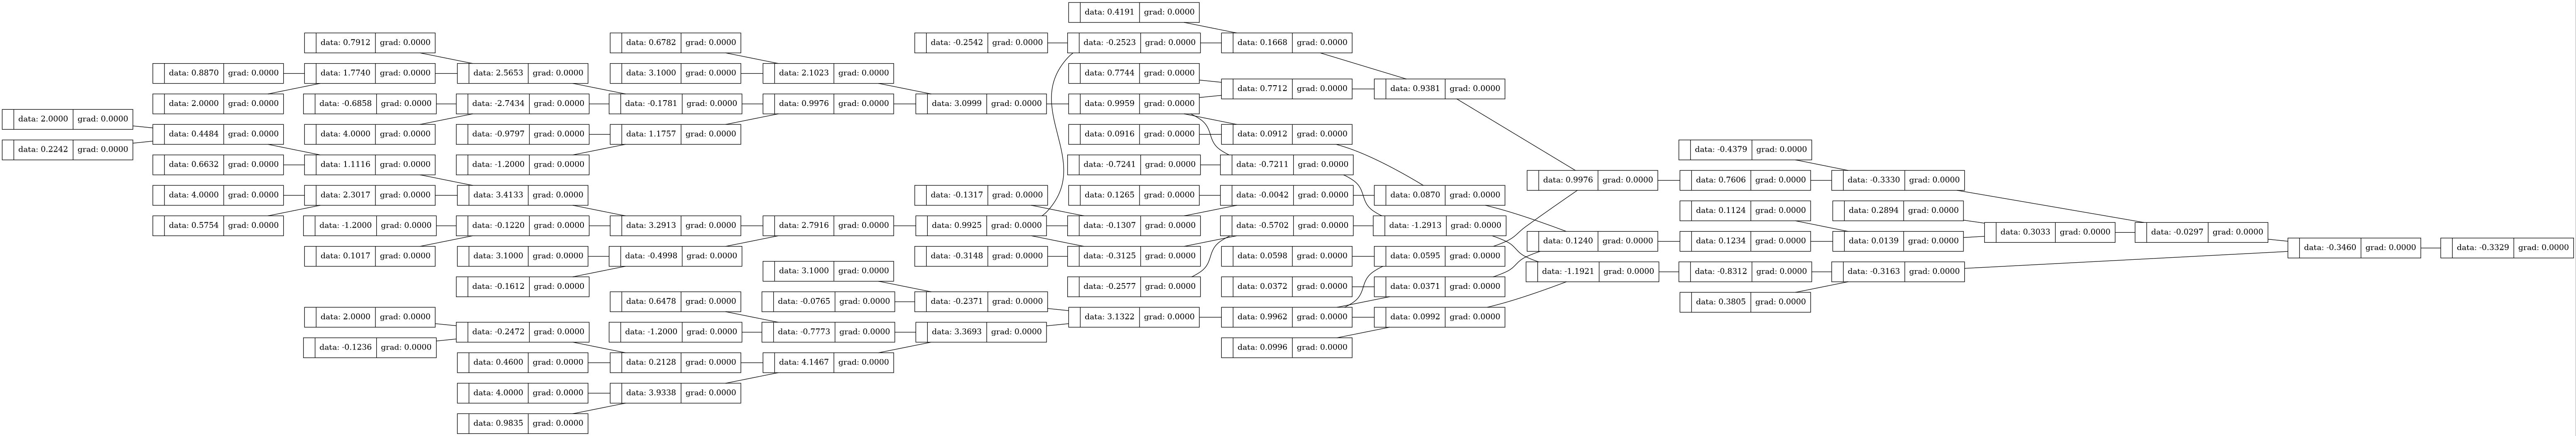 data: 0.4191 grad: 0.0000
data: 0.7912 grad: 0.0000
data: 0.6782 grad: 0.0000
data: -0.2542 grad: 0.0000
data: -0.2523 grad: 0.0000
data: 0.1668 grad: 0.0000
data: 0.8870 grad: 0.0000
data: 1.7740 grad: 0.0000
data: 2.5653 grad: 0.0000
data: 3.1000 grad: 0.0000
data: 2.1023 grad: 0.0000
data: 0.7744 grad: 0.0000
data: 0.7712 grad: 0.0000
data: 0.9381 grad: 0.0000
data: 2.0000 grad: 0.0000
data: -0.6858 grad: 0.0000
data: -2.7434 grad: 0.0000
data: -0.1781 grad: 0.0000
data: 0.9976 grad: 0.0000
data: 3.0999 grad: 0.0000
data: 0.9959 grad: 0.0000
data: 2.0000 grad: 0.0000
data: 0.4484 grad: 0.0000
data: 4.0000 grad: 0.0000
data: -0.9797 grad: 0.0000
data: 1.1757 grad: 0.0000
data: 0.0916 grad: 0.0000
data: 0.0912 grad: 0.0000
data: 0.2242 grad: 0.0000
data: -0.4379 grad: 0.0000
data: 0.6632 grad: 0.0000
data: 1.1116 grad: 0.0000
data: -1.2000 grad: 0.0000
data: -0.7241 grad: 0.0000
data: -0.7211 grad: 0.0000
data: 0.9976 grad: 0.0000
data: 0.7606 grad: 0.0000
data: -0.3330 grad: 0.0000
data: 4.0000 grad: 0.0000
data: 2.3017 grad: 0.0000
data: 3.4133 grad: 0.0000
data: -0.1317 grad: 0.0000
data: 0.1265 grad: 0.0000
data: -0.0042 grad: 0.0000
data: 0.0870 grad: 0.0000
data: 0.1124 grad: 0.0000
data: 0.2894 grad: 0.0000
data: 0.5754 grad: 0.0000
data: -1.2000 grad: 0.0000
data: -0.1220 grad: 0.0000
data: 3.2913 grad: 0.0000
data: 2.7916 grad: 0.0000
data: 0.9925 grad: 0.0000
data: -0.1307 grad: 0.0000
data: -0.5702 grad: 0.0000
data: -1.2913 grad: 0.0000
data: 0.3033 grad: 0.0000
data: -0.0297 grad: 0.0000
data: 0.1240 grad: 0.0000
data: 0.1234 grad: 0.0000
data: 0.0139 grad: 0.0000
data: -0.3460 grad: 0.0000
data: -0.3329 grad: 0.0000
data: 0.1017 grad: 0.0000
data: 3.1000 grad: 0.0000
data: -0.4998 grad: 0.0000
data: -0.3148 grad: 0.0000
data: -0.3125 grad: 0.0000
data: 0.0598 grad: 0.0000
data: 0.0595 grad: 0.0000
data: 3.1000 grad: 0.0000
data: -1.1921 grad: 0.0000
data: -0.8312 grad: 0.0000
data: -0.3163 grad: 0.0000
data: -0.1612 grad: 0.0000
data: -0.2577 grad: 0.0000
data: 0.0372 grad: 0.0000
data: 0.0371 grad: 0.0000
data: 0.6478 grad: 0.0000
data: -0.0765 grad: 0.0000
data: -0.2371 grad: 0.0000
data: 0.3805 grad: 0.0000
data: 2.0000 grad: 0.0000
data: 3.1322 grad: 0.0000
data: 0.9962 grad: 0.0000
data: 0.0992 grad: 0.0000
data: -0.2472 grad: 0.0000
data: -1.2000 grad: 0.0000
data: -0.7773 grad: 0.0000
data: 3.3693 grad: 0.0000
data: -0.1236 grad: 0.0000
data: 0.0996 grad: 0.0000
data: 0.4600 grad: 0.0000
data: 0.2128 grad: 0.0000
data: 4.1467 grad: 0.0000
data: 4.0000 grad: 0.0000
data: 3.9338 grad: 0.0000
data: 0.9835 grad: 0.0000